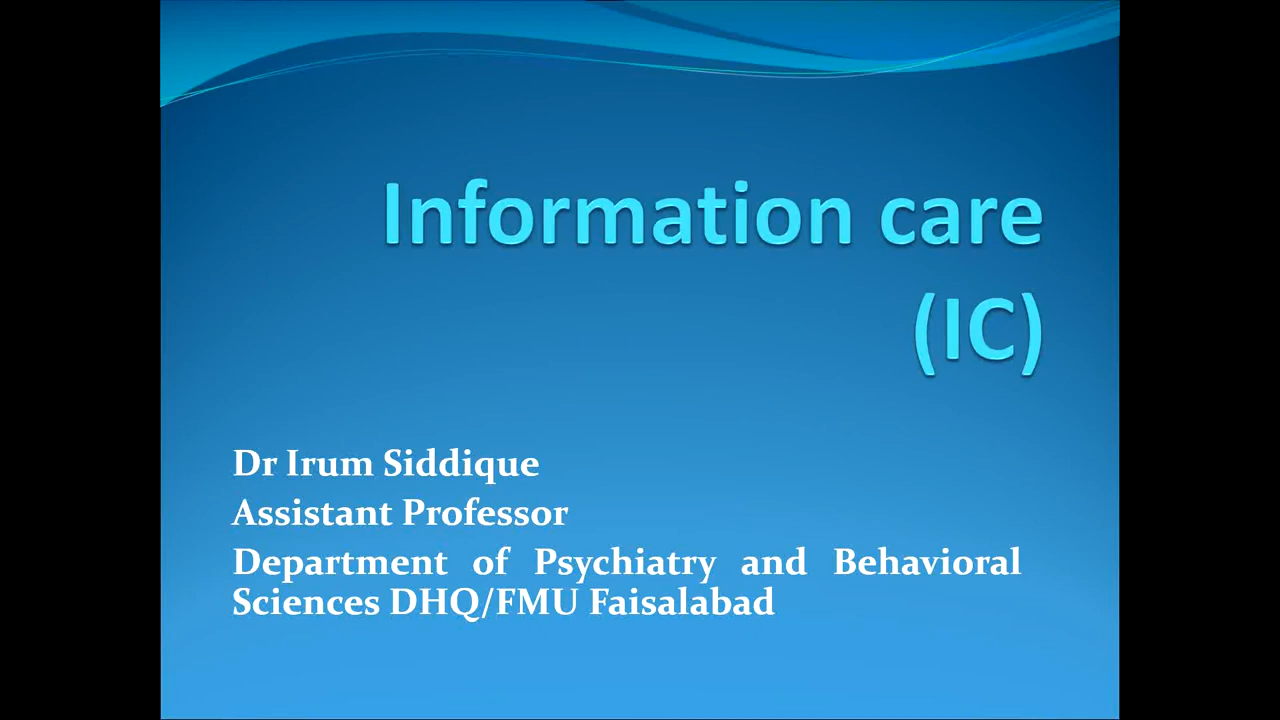 Information care
(IC)
Dr Irum Siddique
Assistant Professor
Department of Psychiatry and Behavioral
Sciences DHQ/FMU Faisalabad